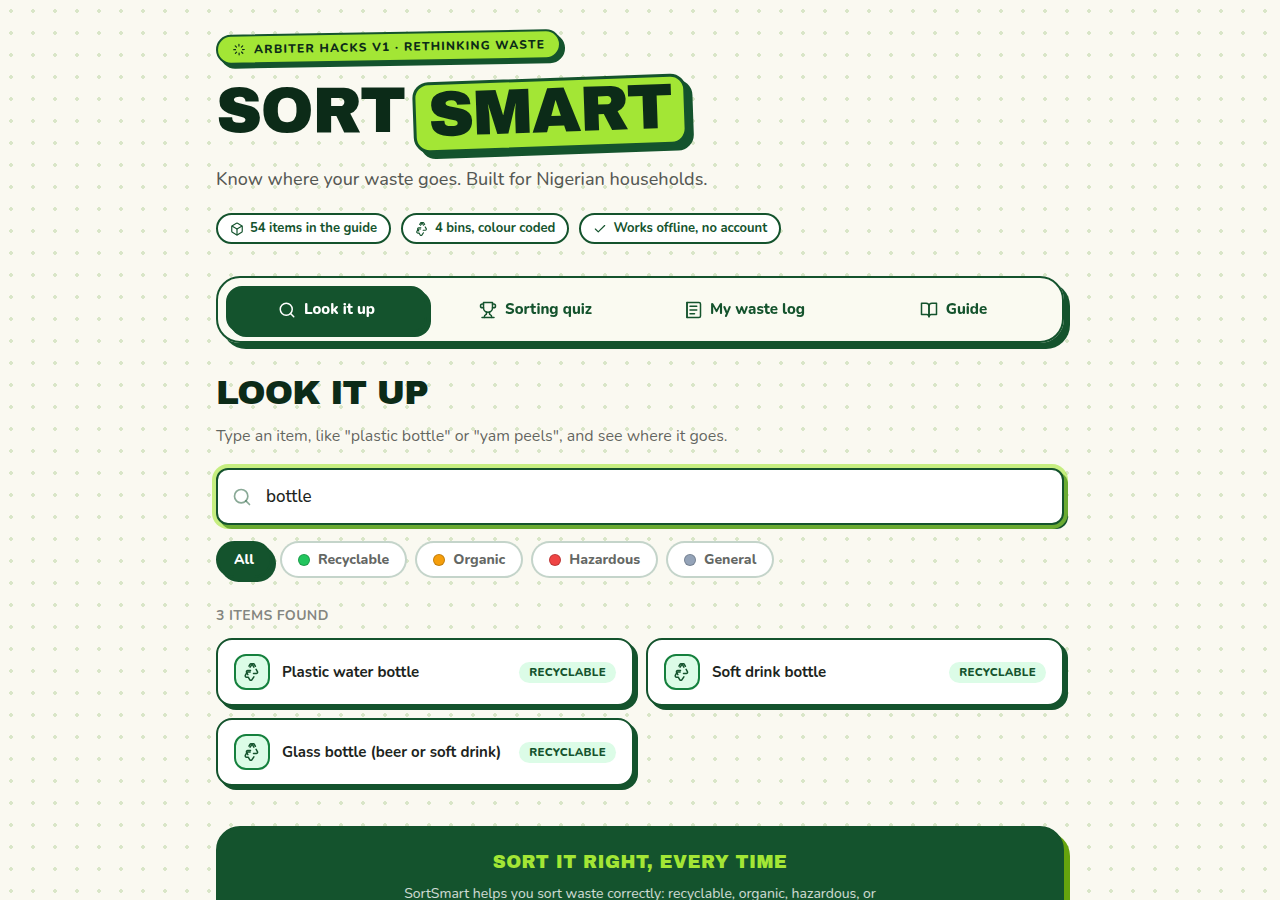 ARBITER HACKS V1 · RETHINKING WASTE
SORT SMART
Know where your waste goes. Built for Nigerian households.
54 items in the guide
4 bins, colour coded
Works offline, no account
Look it up
Sorting quiz
My waste log
Guide
LOOK IT UP
Type an item, like "plastic bottle" or "yam peels", and see where it goes.
bottle
All
Recyclable
Organic
Hazardous
General
3 ITEMS FOUND
Plastic water bottle
RECYCLABLE
Soft drink bottle
RECYCLABLE
Glass bottle (beer or soft drink)
RECYCLABLE
SORT IT RIGHT, EVERY TIME
SortSmart helps you sort waste correctly: recyclable, organic, hazardous, or